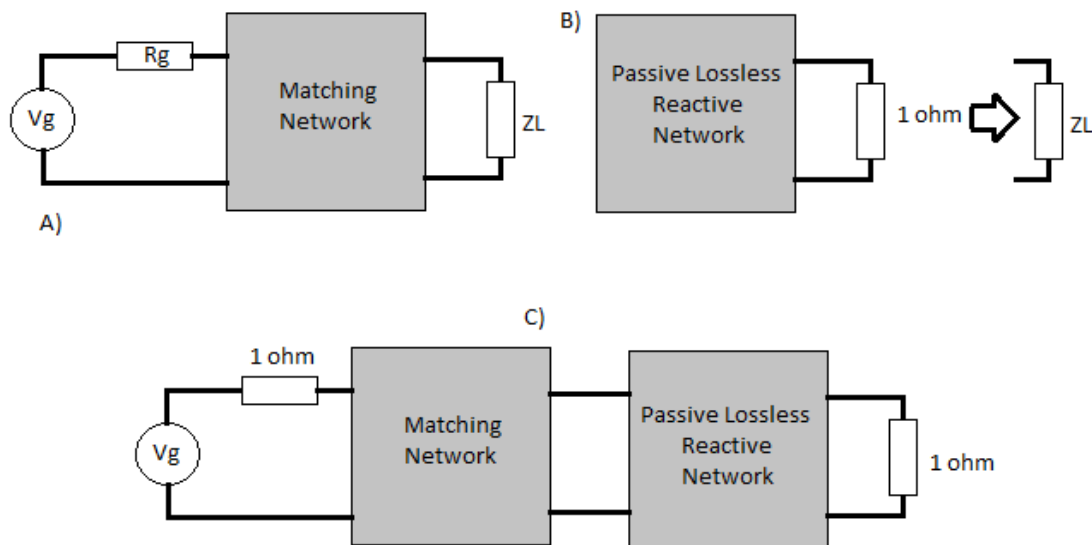 Rg
Vg
Matching
Network
ZL
A)
B)
Passive Lossless
Reactive
Network
1 ohm
ZL
C)
1 ohm
Vg
Matching
Network
Passive Lossless
Reactive
Network
1 ohm